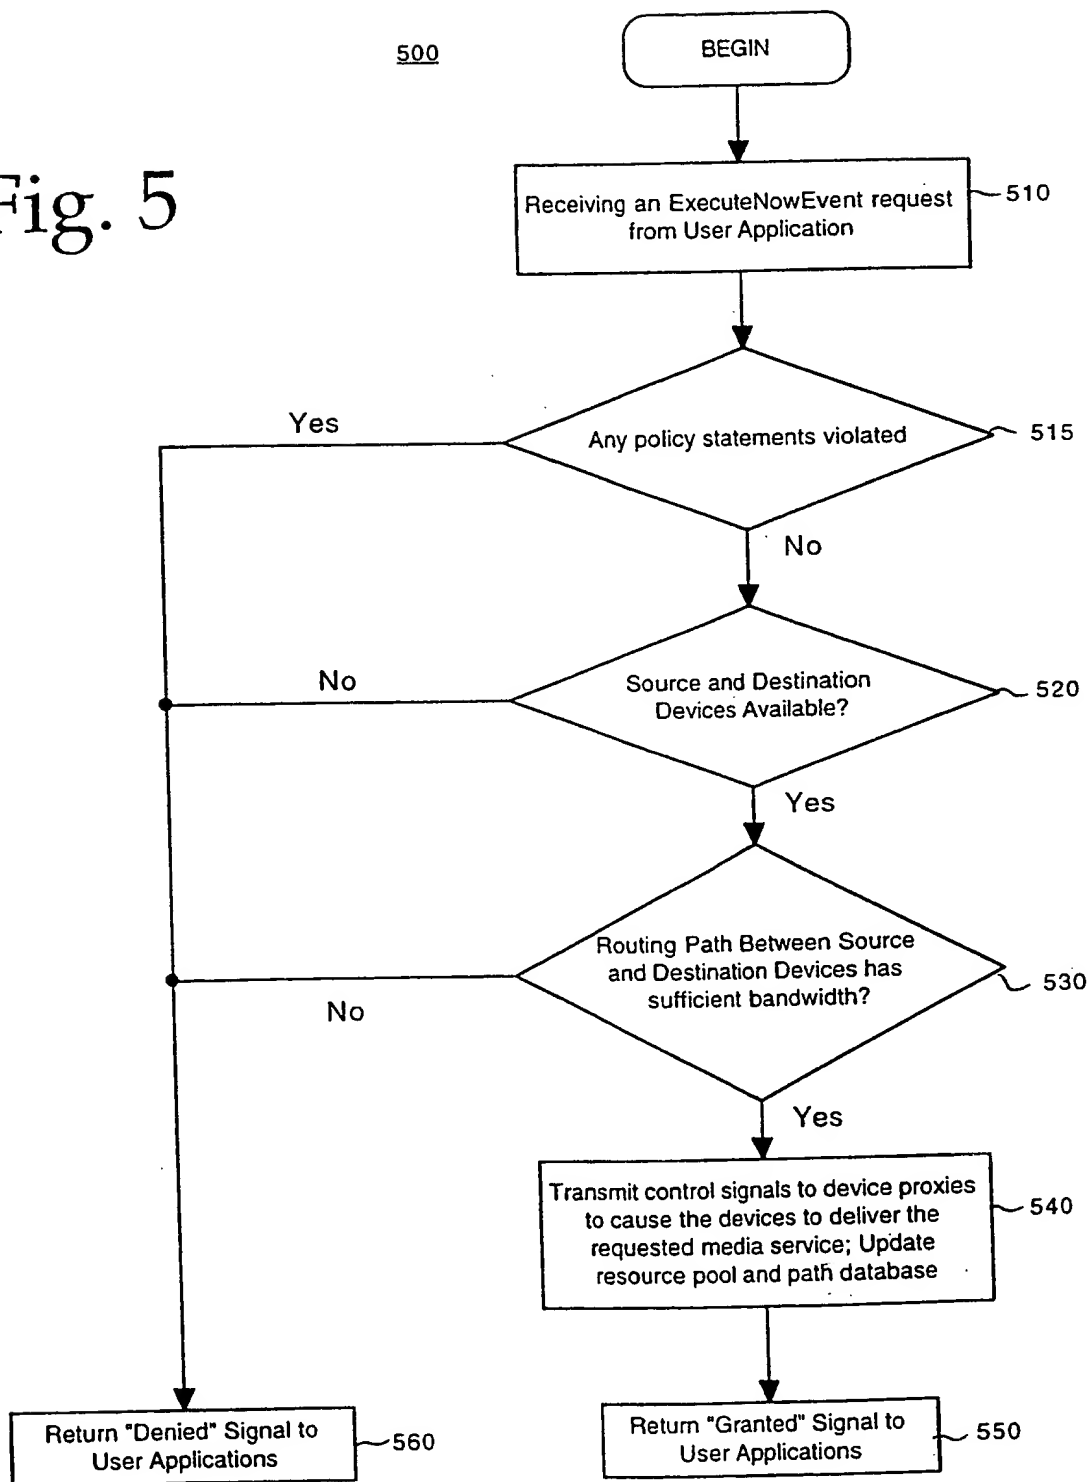 500
BEGIN
Fig. 5
Receiving an ExecuteNowEvent request
from User Application
510
Yes
Any policy statements violated
515
No
No
Source and Destination
Devices Available?
520
Yes
Routing Path Between Source
and Destination Devices has
sufficient bandwidth?
530
No
Yes
Transmit control signals to device proxies
to cause the devices to deliver the
requested media service; Update
resource pool and path database
540
Return "Denied" Signal to
User Applications
560
Return "Granted" Signal to
User Applications
550